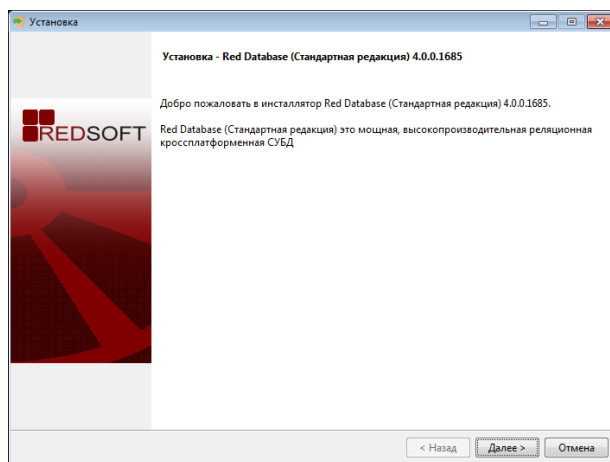 Установка
Установка - Red Database (Стандартная редакция) 4.0.0.1685
Добро пожаловать в инсталлятор Red Database (Стандартная редакция) 4.0.0.1685.
Red Database (Стандартная редакция) это мощная, высокопроизводительная реляционная
кроссплатформенная СУБД
REDSOFT
< Назад Далее > Отмена